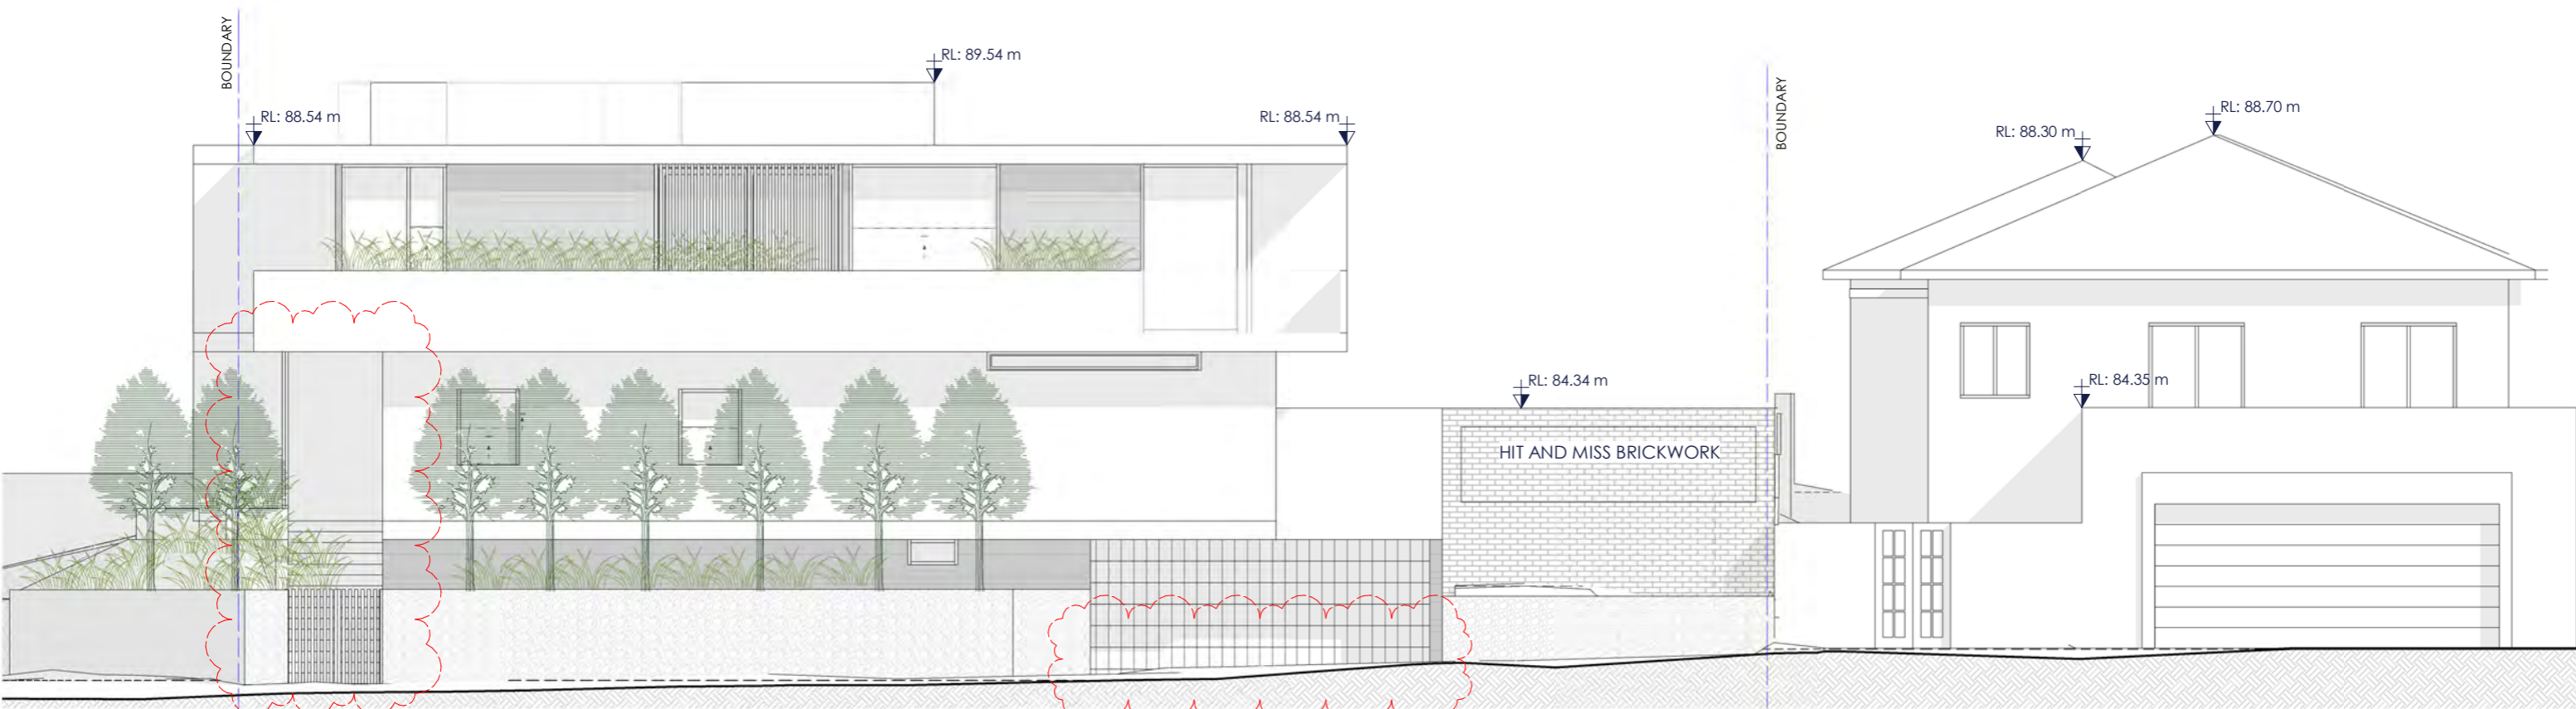 BOUNDARY
RL: 89.54 m
RL: 88.54 m
RL: 88.54 m
BOUNDARY
RL: 88.70 m
RL: 88.30 m
RL: 84.34 m
RL: 84.35 m
HIT AND MISS BRICKWORK